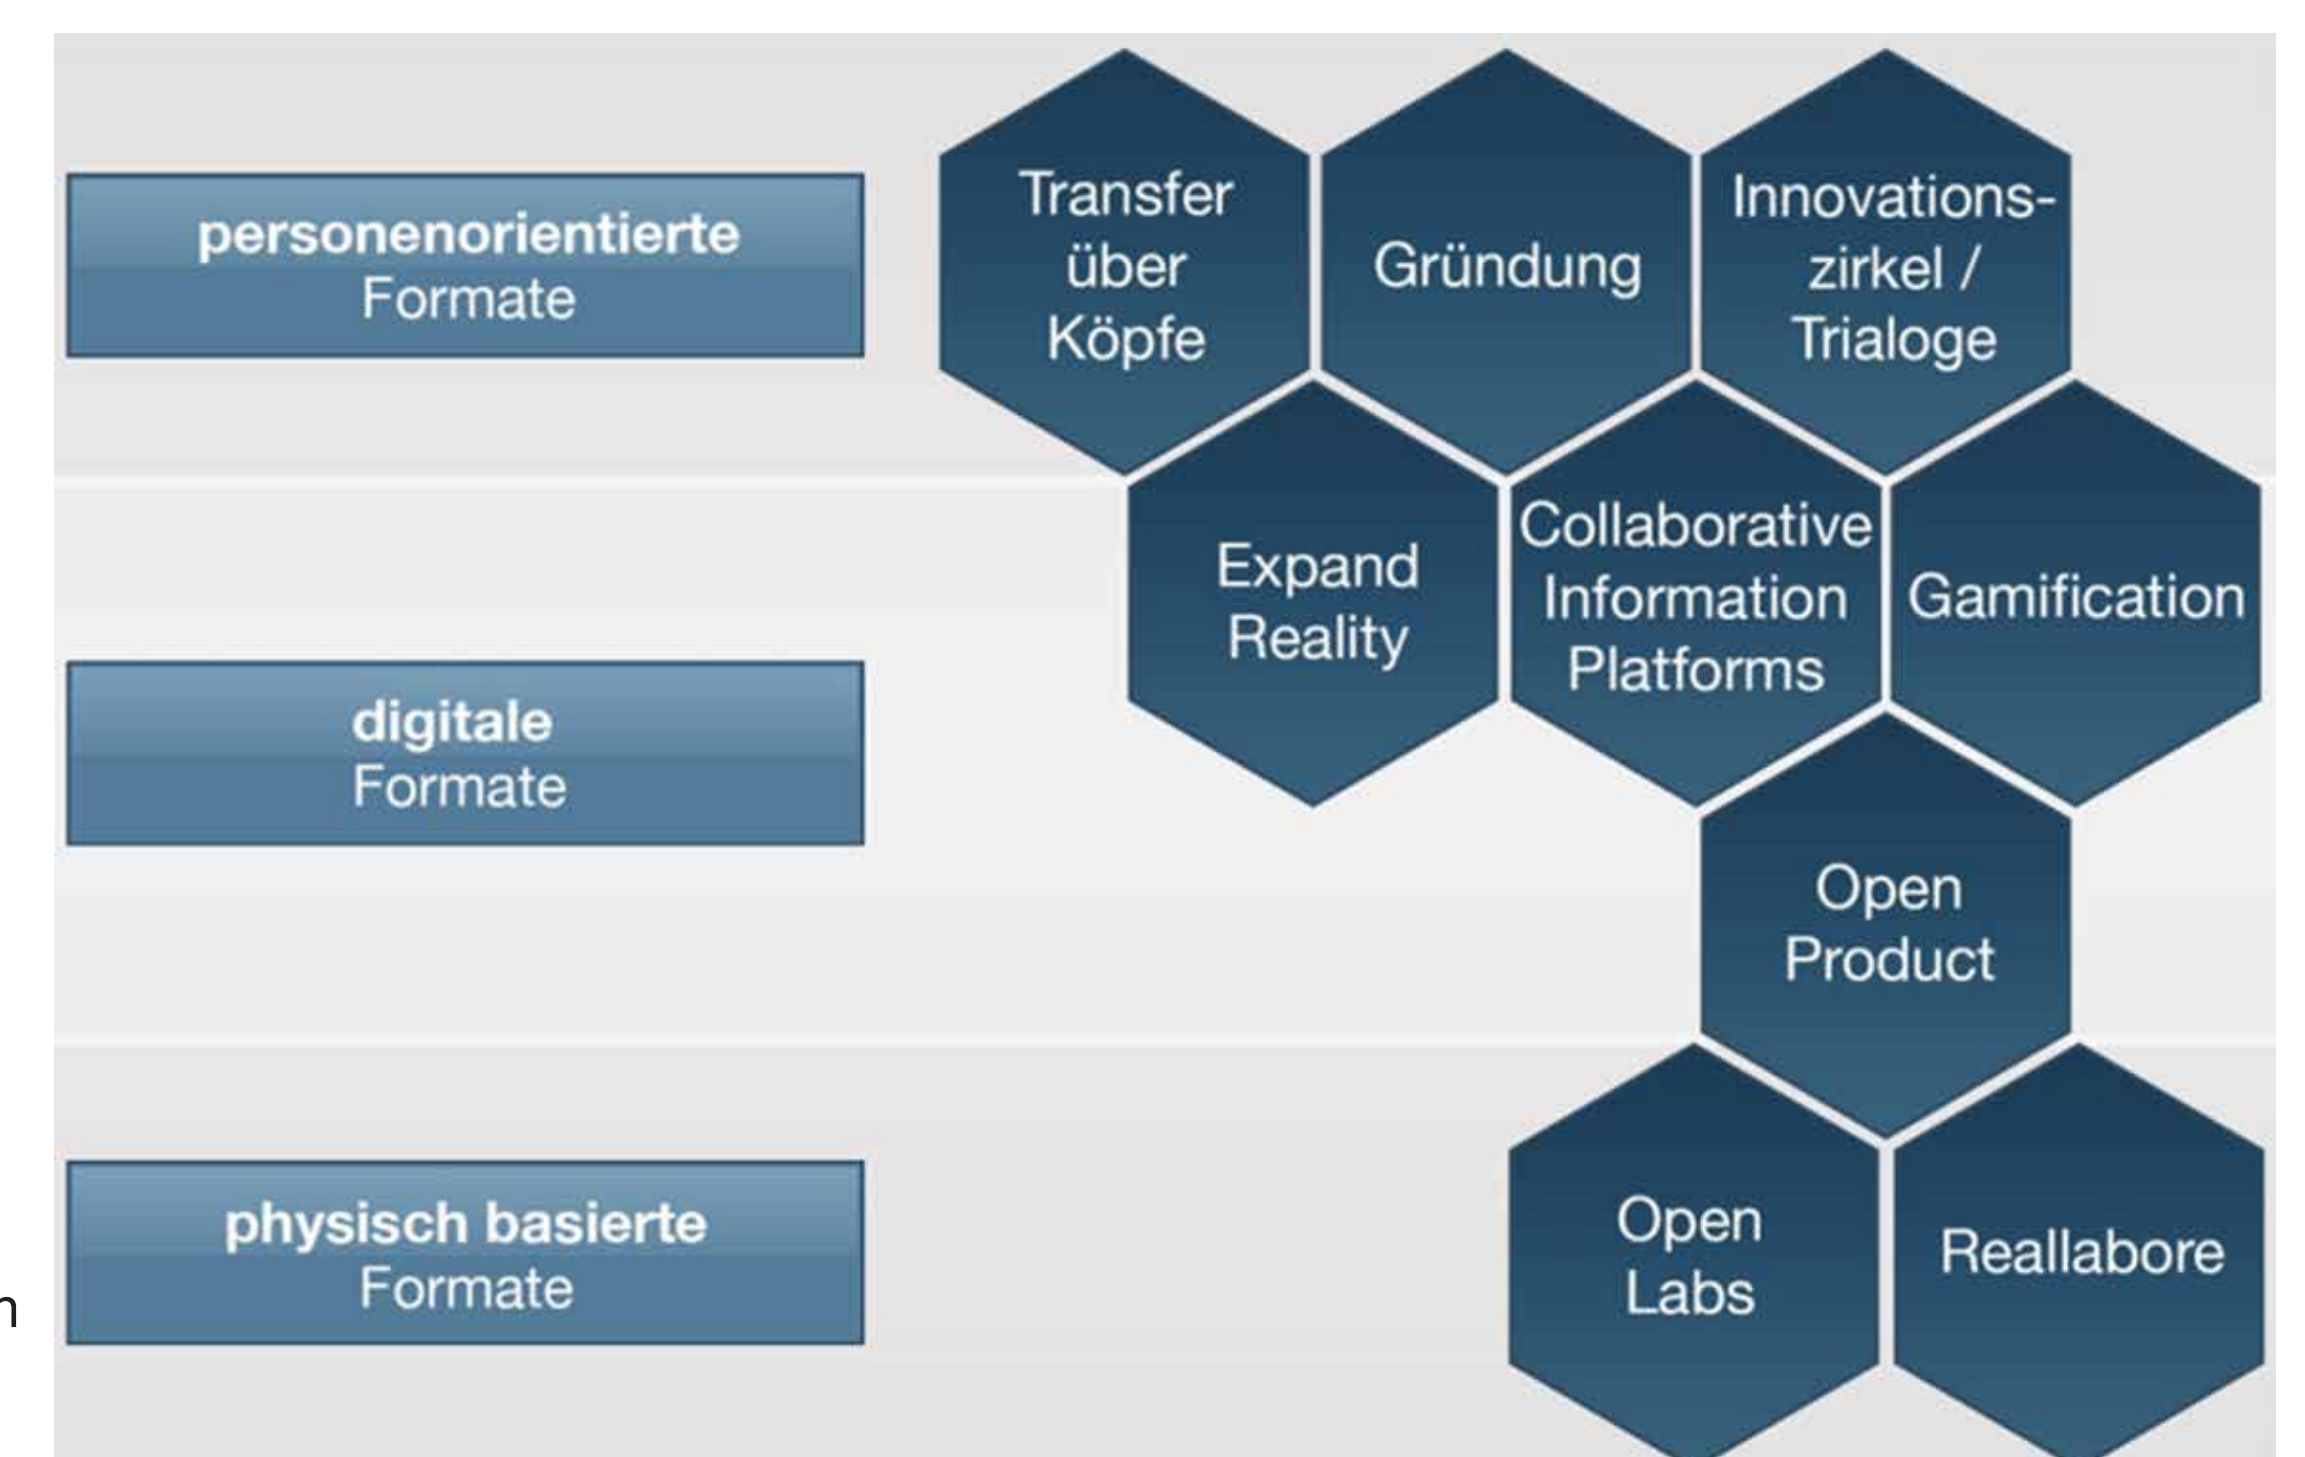 personenorientierte
Formate
Transfer
über
Köpfe
Gründung
Innovations-
zirkel /
Trialoge
digitale
Formate
Expand
Reality
Collaborative
Information
Platforms
Gamification
Open
Product
n
physisch basierte
Formate
Open
Labs
Reallabore